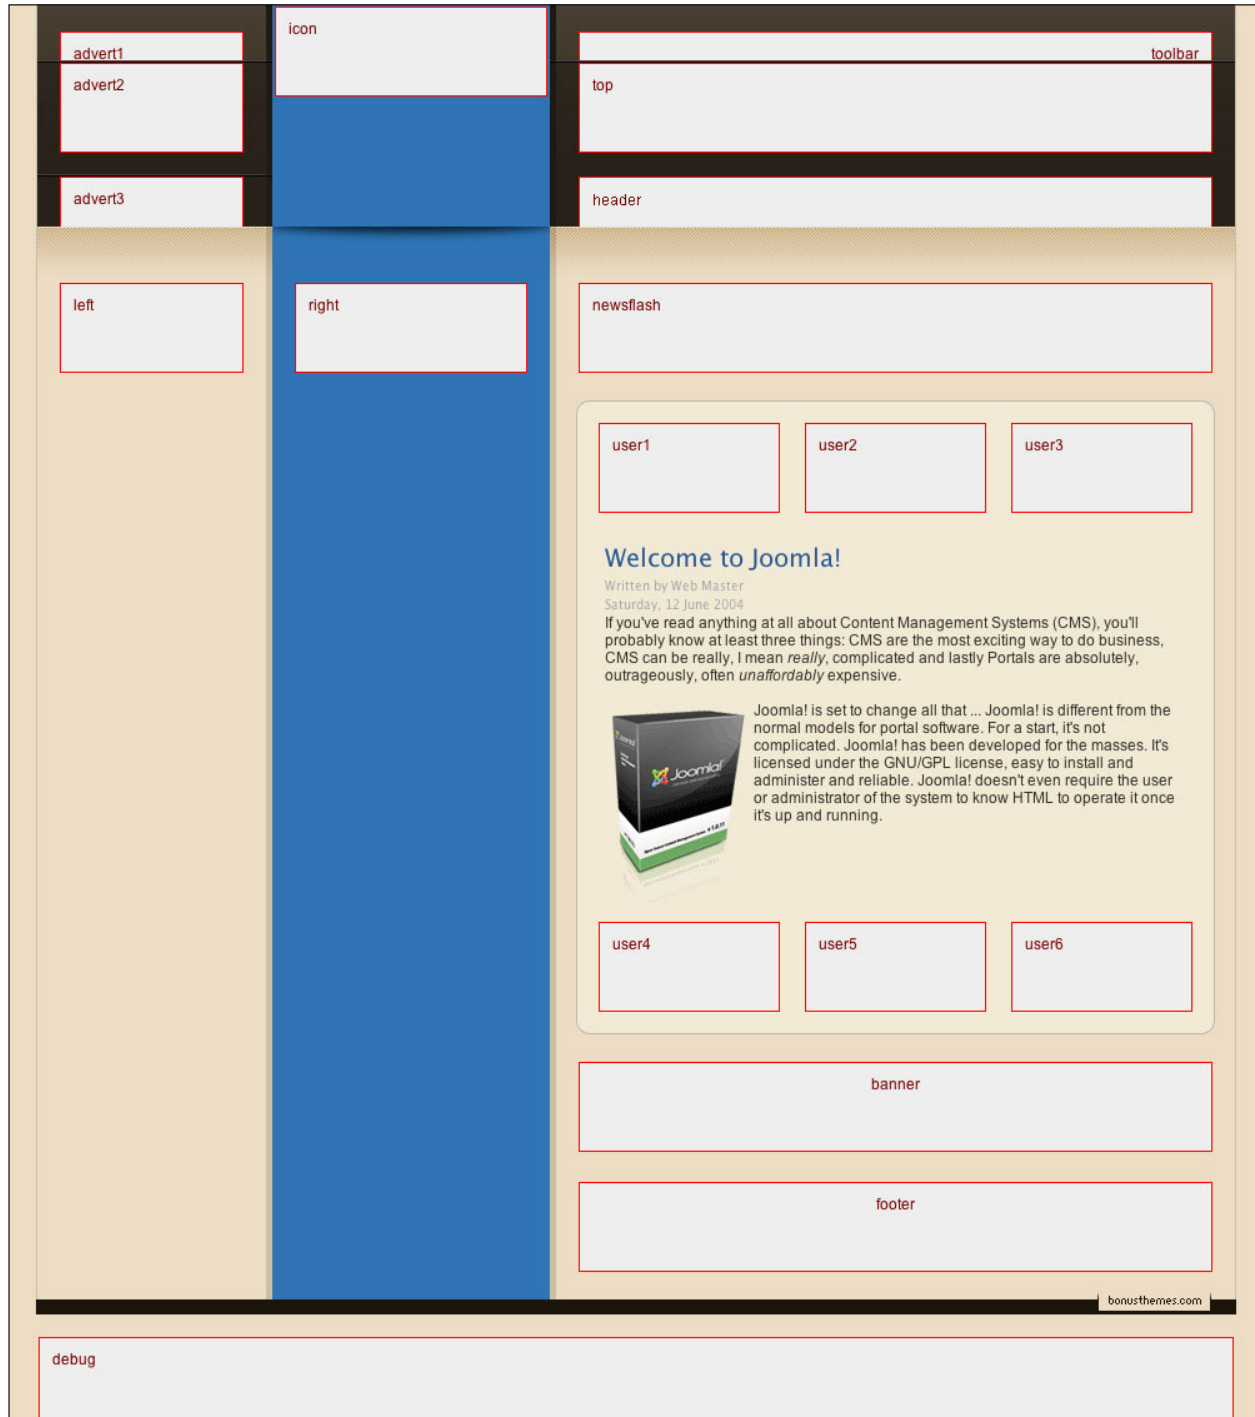 icon
advert1
toolbar
advert2
top
advert3
header
left
right
newsflash
user1
user2
user3
Welcome to Joomla!
Written by Web Master
Saturday, 12 June 2004
If you've read anything at all about Content Management Systems (CMS), you'll
probably know at least three things: CMS are the most exciting way to do business,
CMS can be really, I mean really, complicated and lastly Portals are absolutely,
outrageously, often unaffordably expensive.
Joomla! is set to change all that ... Joomla! is different from the
normal models for portal software. For a start, it's not
complicated. Joomla! has been developed for the masses. It's
licensed under the GNU/GPL license, easy to install and
administer and reliable. Joomla! doesn't even require the user
or administrator of the system to know HTML to operate it once
it's up and running.
Joomla!
user4
user5
user6
banner
footer
bonusthemes.com
debug